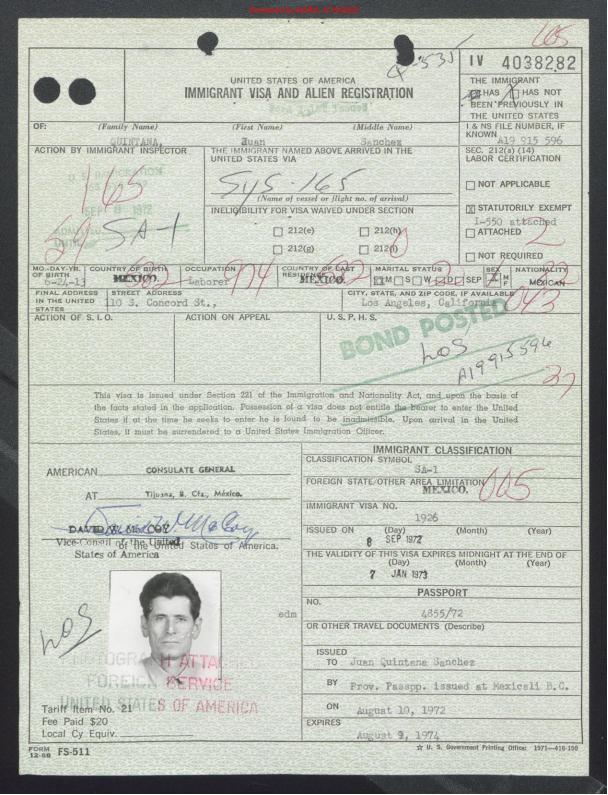 4-535
165
IV 4038282
UNITED STATES OF AMERICA
IMMIGRANT VISA AND ALIEN REGISTRATION
THE IMMIGRANT
HAS HAS NOT
BEEN PREVIOUSLY IN
THE UNITED STATES
OF: (Family Name) (First Name) (Middle Name)
QUINTANA, Juan Sanchez
I & NS FILE NUMBER, IF
KNOWN
A19 915 596
ACTION BY IMMIGRANT INSPECTOR
THE IMMIGRANT NAMED ABOVE ARRIVED IN THE
UNITED STATES VIA
SYS-165
(Name of vessel or flight no. of arrival)
SEC. 212(a) (14)
LABOR CERTIFICATION
NOT APPLICABLE
X STATUTORILY EXEMPT
I-550 attached
ATTACHED
NOT REQUIRED
165
SEP 8 1972
SA-1
INELIGIBILITY FOR VISA WAIVED UNDER SECTION
212(e) 212(h)
212(g) 212(i)
MO-DAY-YR. OF BIRTH
6-24-13
COUNTRY OF BIRTH
MEXICO.
OCCUPATION
Laborer
COUNTRY OF LAST RESIDENCE
MEXICO.
MARITAL STATUS
M S W D SEP
SEX
M F
NATIONALITY
MEXICAN
FINAL ADDRESS
IN THE UNITED
STATES
STREET ADDRESS
110 S. Concord St.,
CITY, STATE, AND ZIP CODE, IF AVAILABLE
Los Angeles, California
043
ACTION OF S. I. O.
ACTION ON APPEAL
U. S. P. H. S.
BOND POSTED
LOS
A19915596
This visa is issued under Section 221 of the Immigration and Nationality Act, and upon the basis of
the facts stated in the application. Possession of a visa does not entitle the bearer to enter the United
States if at the time he seeks to enter he is found to be inadmissible. Upon arrival in the United
States, it must be surrendered to a United States Immigration Officer.
AMERICAN CONSULATE GENERAL
AT Tijuana, B. Cfa., México.
DAVID W. McCOY
Vice-Consul of the United
States of America
of the United States of America.
edm
LOS
PHOTOGRAPH ATTACHED
FOREIGN SERVICE
UNITED STATES OF AMERICA
Tariff Item No. 21
Fee Paid $20
Local Cy Equiv.
IMMIGRANT CLASSIFICATION
CLASSIFICATION SYMBOL
SA-1
FOREIGN STATE/OTHER AREA LIMITATION
MEXICO.
005
IMMIGRANT VISA NO.
1926
ISSUED ON (Day) (Month) (Year)
8 SEP 1972
THE VALIDITY OF THIS VISA EXPIRES MIDNIGHT AT THE END OF
(Day) (Month) (Year)
7 JAN 1973
PASSPORT
NO.
4855/72
OR OTHER TRAVEL DOCUMENTS (Describe)
ISSUED
TO Juan Quintana Sanchez
BY Prov. Passp. issued at Mexicali B.C.
ON August 10, 1972
EXPIRES
August 9, 1974
FORM
12-68 FS-511
☆ U. S. Government Printing Office: 1971—416-190